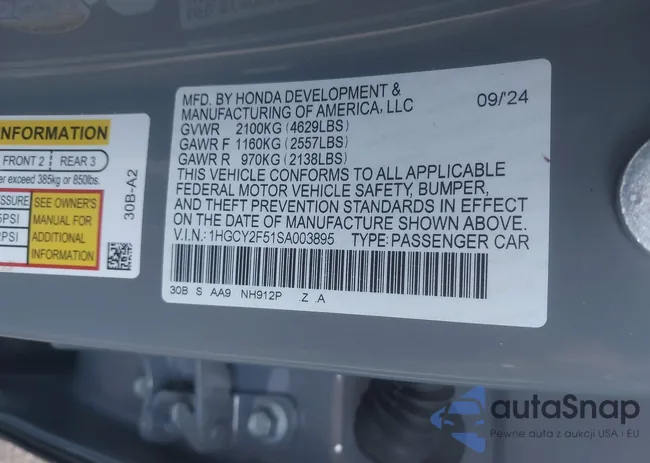 INFORMATION
FRONT 2 REAR 3
er exceed 385kg or 850lbs.
SSURE
SEE OWNER'S
MANUAL FOR
ADDITIONAL
INFORMATION
PSI
PSI
30B-A2
MFD. BY HONDA DEVELOPMENT &
MANUFACTURING OF AMERICA, LLC
09/'24
GVWR 2100KG (4629LBS)
GAWR F 1160KG (2557LBS)
GAWR R 970KG (2138LBS)
THIS VEHICLE CONFORMS TO ALL APPLICABLE
FEDERAL MOTOR VEHICLE SAFETY, BUMPER,
AND THEFT PREVENTION STANDARDS IN EFFECT
ON THE DATE OF MANUFACTURE SHOWN ABOVE.
V.I.N.: 1HGCY2F51SA003895 TYPE: PASSENGER CAR
30B S AA9 NH912P .Z .A
autaSnap
Pewne auta z aukcji USA i EU